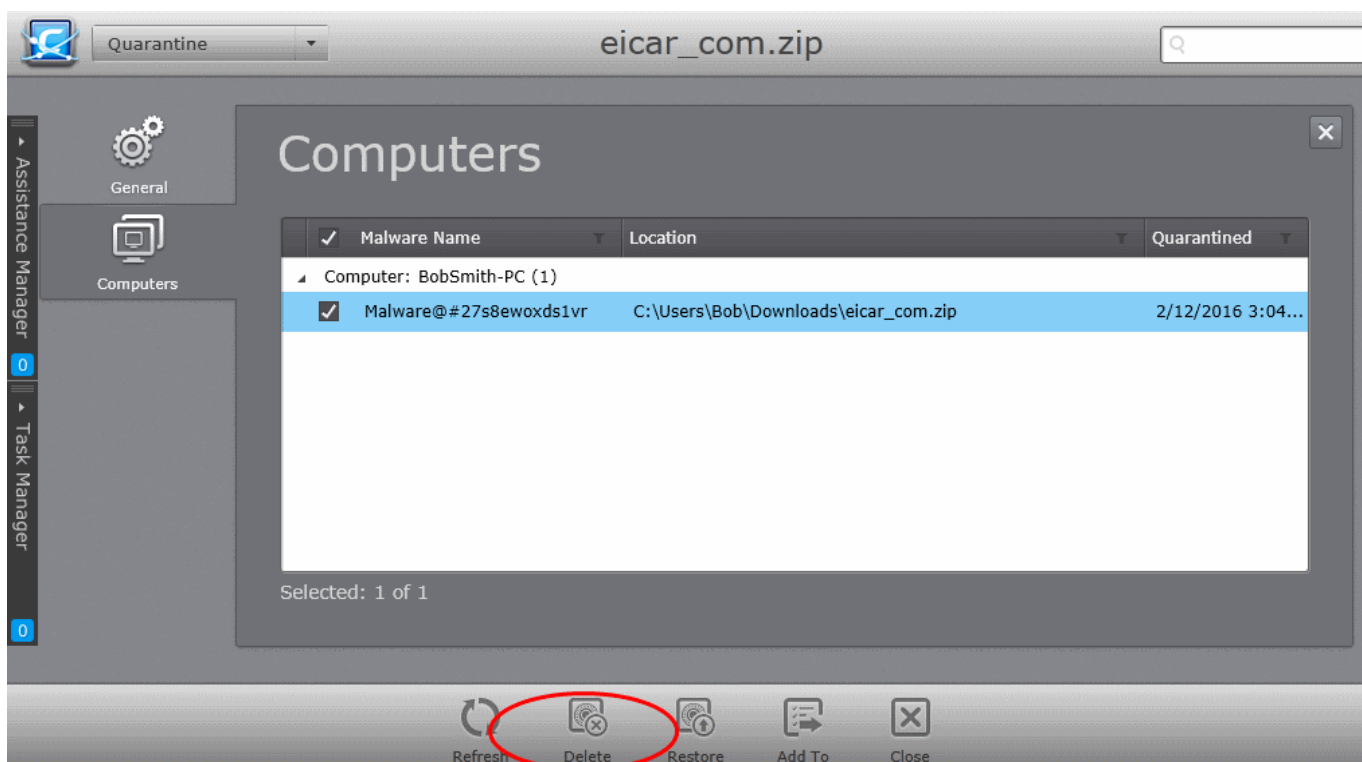 Quarantine
eicar_com.zip
Assistance Manager
0
Task Manager
0
General
Computers
Computers
Malware Name Location Quarantined
Computer: BobSmith-PC (1)
Malware@#27s8ewoxds1vr C:\Users\Bob\Downloads\eicar_com.zip 2/12/2016 3:04...
Selected: 1 of 1
Refresh Delete Restore Add To Close